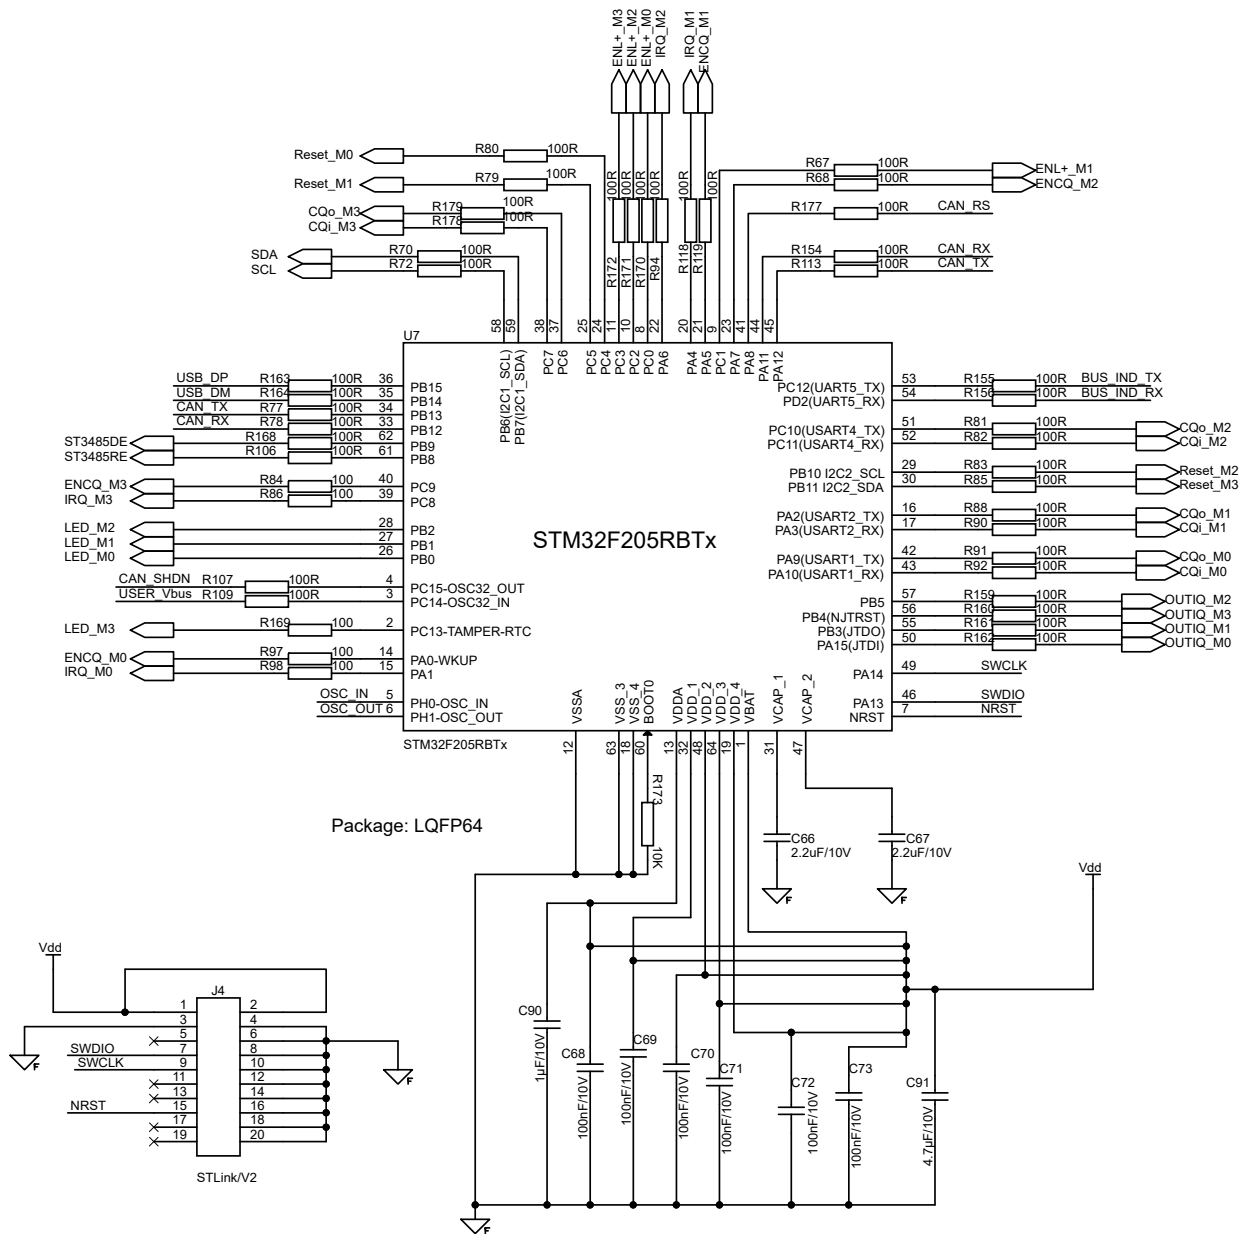 ENL+_M3
ENL+_M2
ENL+_M0
IRQ_M2
IRQ_M1
ENCQ_M1
Reset_M0 R80 100R
Reset_M1 R79 100R
CQo_M3 R179 100R
CQi_M3 R178 100R
SDA R70 100R
SCL R72 100R
100R 100R 100R 100R 100R 100R
R172 R171 R170 R94 R118 R119
R67 100R ENL+_M1
R68 100R ENCQ_M2
R177 100R CAN_RS
R154 100R CAN_RX
R113 100R CAN_TX
58 59 38 37 25 24 11 10 8 22 20 21 9 23 41 44 45
U7
PB6(I2C1_SCL)
PB7(I2C1_SDA)
PC7 PC6 PC5 PC4 PC3 PC2 PC0 PA6 PA4 PA5 PC1 PA7 PA8 PA11 PA12
USB_DP R163 100R 36 PB15
USB_DM R164 100R 35 PB14
CAN_TX R77 100R 34 PB13
CAN_RX R78 100R 33 PB12
ST3485DE R168 100R 62 PB9
ST3485RE R106 100R 61 PB8
ENCQ_M3 R84 100 40 PC9
IRQ_M3 R86 100 39 PC8
LED_M2 28 PB2
LED_M1 27 PB1
LED_M0 26 PB0
CAN_SHDN R107 100R 4 PC15-OSC32_OUT
USER_Vbus R109 100R 3 PC14-OSC32_IN
LED_M3 R169 100 2 PC13-TAMPER-RTC
ENCQ_M0 R97 100 14 PA0-WKUP
IRQ_M0 R98 100 15 PA1
OSC_IN 5 PH0-OSC_IN
OSC_OUT 6 PH1-OSC_OUT
STM32F205RBTx
PC12(UART5_TX) 53 R155 100R BUS_IND_TX
PD2(UART5_RX) 54 R156 100R BUS_IND_RX
PC10(USART4_TX) 51 R81 100R CQo_M2
PC11(USART4_RX) 52 R82 100R CQi_M2
PB10 I2C2_SCL 29 R83 100R Reset_M2
PB11 I2C2_SDA 30 R85 100R Reset_M3
PA2(USART2_TX) 16 R88 100R CQo_M1
PA3(USART2_RX) 17 R90 100R CQi_M1
PA9(USART1_TX) 42 R91 100R CQo_M0
PA10(USART1_RX) 43 R92 100R CQi_M0
PB5 57 R159 100R OUTIQ_M2
PB4(NJTRST) 56 R160 100R OUTIQ_M3
PB3(JTDO) 55 R161 100R OUTIQ_M1
PA15(JTDI) 50 R162 100R OUTIQ_M0
PA14 49 SWCLK
PA13 46 SWDIO
NRST 7 NRST
VSSA VSS_3 VSS_4 BOOT0 VDDA VDD_1 VDD_2 VDD_3 VDD_4 VBAT VCAP_1 VCAP_2
STM32F205RBTx
12 63 18 60 13 32 48 64 19 1 31 47
R173
10K
Package: LQFP64
C66
2.2uF/10V
C67
2.2uF/10V
F F
Vdd
Vdd
J4
1 2
3 4
5 6
SWDIO 7 8
SWCLK 9 10
11 12
13 14
NRST 15 16
17 18
19 20
F F
STLink/V2
C90
1µF/10V
C68
100nF/10V
C69
100nF/10V
C70
100nF/10V
C71
100nF/10V
C72
100nF/10V
C73
100nF/10V
C91
4.7µF/10V
F